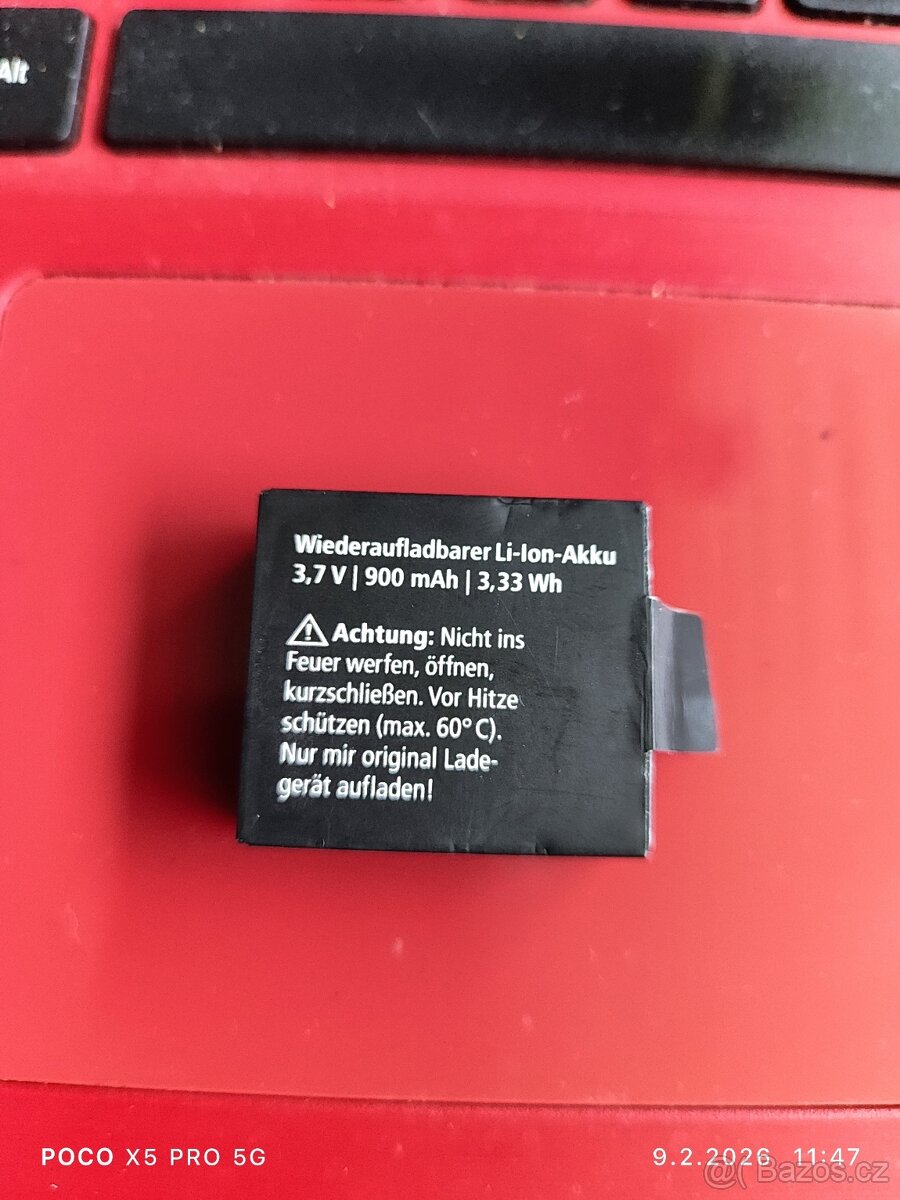 Alt
Wiederaufladbarer Li-Ion-Akku
3,7 V | 900 mAh | 3,33 Wh
Achtung: Nicht ins
Feuer werfen, öffnen,
kurzschließen. Vor Hitze
schützen (max. 60° C).
Nur mir original Lade-
gerät aufladen!
POCO X5 PRO 5G
9.2.2026 11:47
@ Bazoš.cz